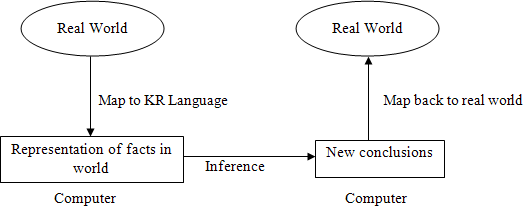 Real World
Real World
Map to KR Language
Map back to real world
Representation of facts in
world
Inference
New conclusions
Computer
Computer